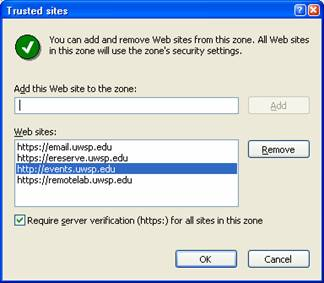 Trusted sites
You can add and remove Web sites from this zone. All Web sites
in this zone will use the zone's security settings.
Add this Web site to the zone:
Add
Web sites:
https://email.uwsp.edu
https://ereserve.uwsp.edu
http://events.uwsp.edu
https://remotelab.uwsp.edu
Remove
Require server verification (https:) for all sites in this zone
OK
Cancel